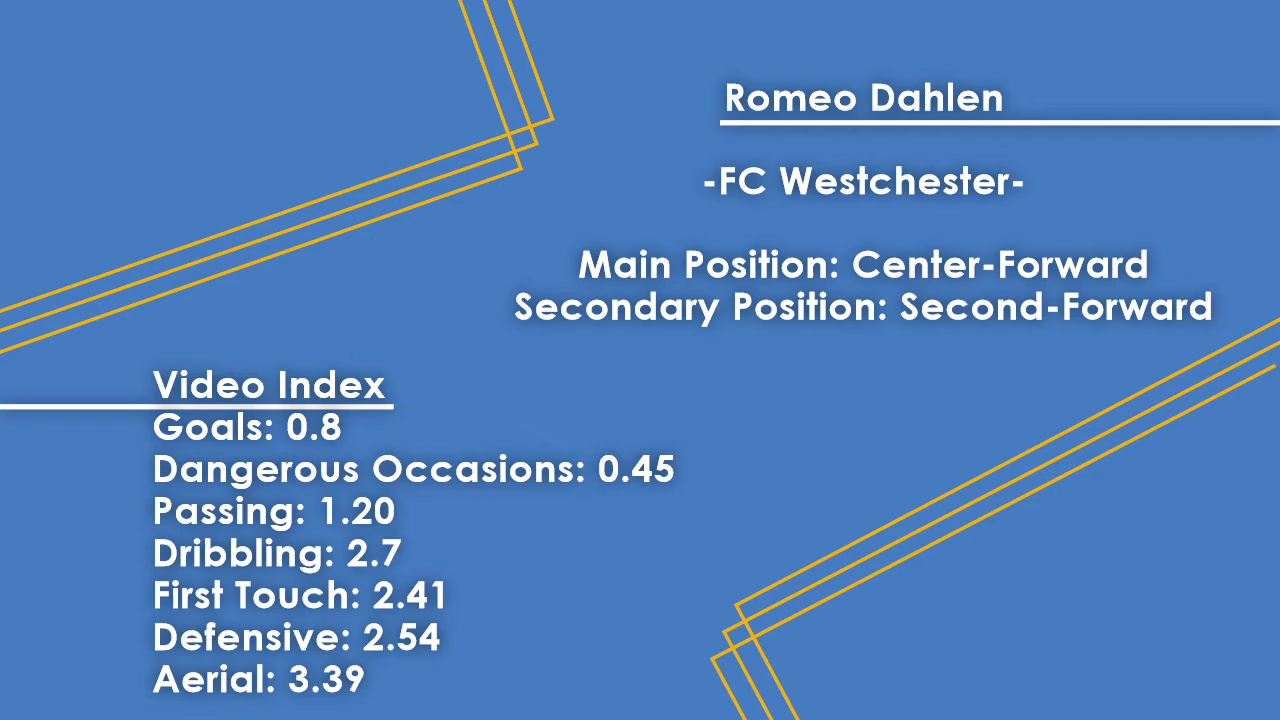 Romeo Dahlen
-FC Westchester-
Main Position: Center-Forward
Secondary Position: Second-Forward
Video Index
Goals: 0.8
Dangerous Occasions: 0.45
Passing: 1.20
Dribbling: 2.7
First Touch: 2.41
Defensive: 2.54
Aerial: 3.39